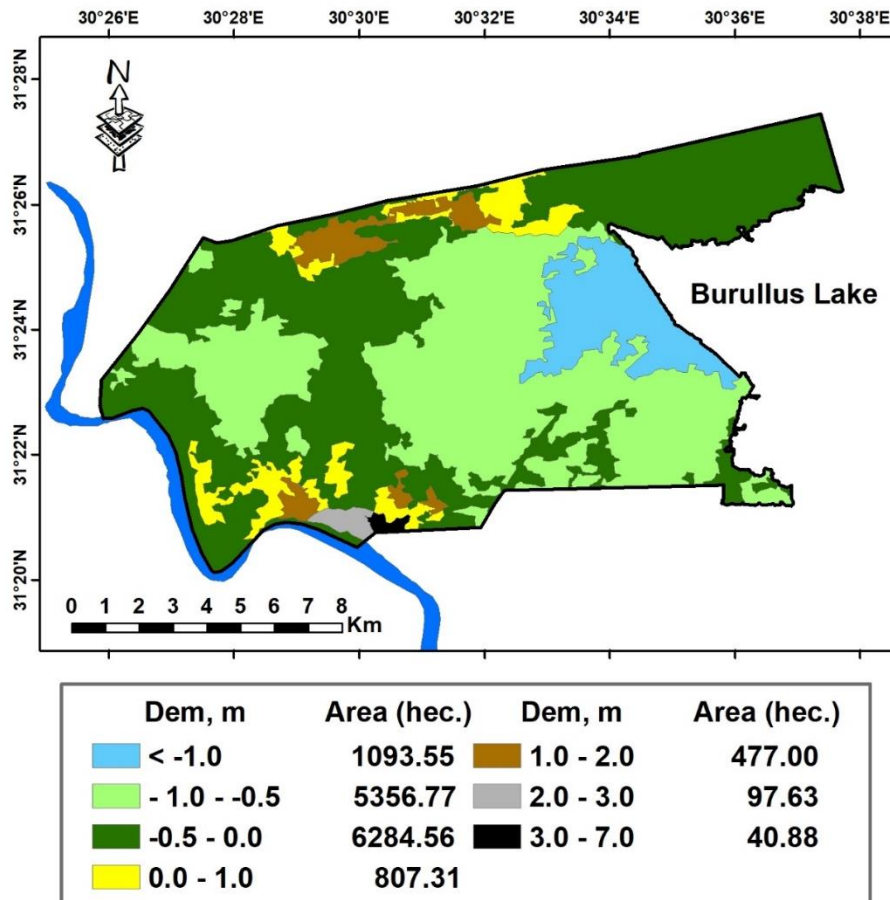 30°26'E 30°28'E 30°30'E 30°32'E 30°34'E 30°36'E 30°38'E
N
31°28'N
31°26'N
31°24'N
31°22'N
31°20'N
Burullus Lake
0 1 2 3 4 5 6 7 8
Km
Dem, m Area (hec.) Dem, m Area (hec.)
< -1.0 1093.55 1.0 - 2.0 477.00
- 1.0 - -0.5 5356.77 2.0 - 3.0 97.63
-0.5 - 0.0 6284.56 3.0 - 7.0 40.88
0.0 - 1.0 807.31